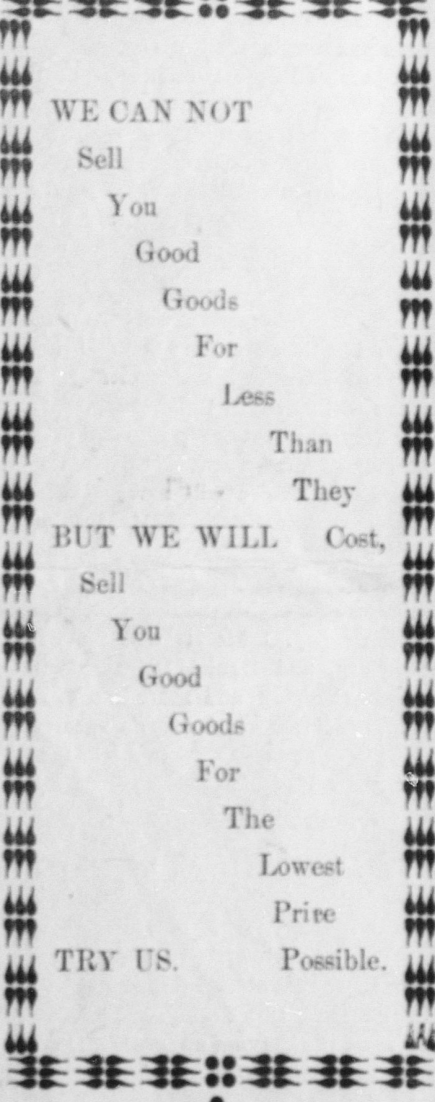 WE CAN NOT
Sell
You
Good
Goods
For
Less
Than
They
BUT WE WILL Cost,
Sell
You
Good
Goods
For
The
Lowest
Price
TRY US. Possible.